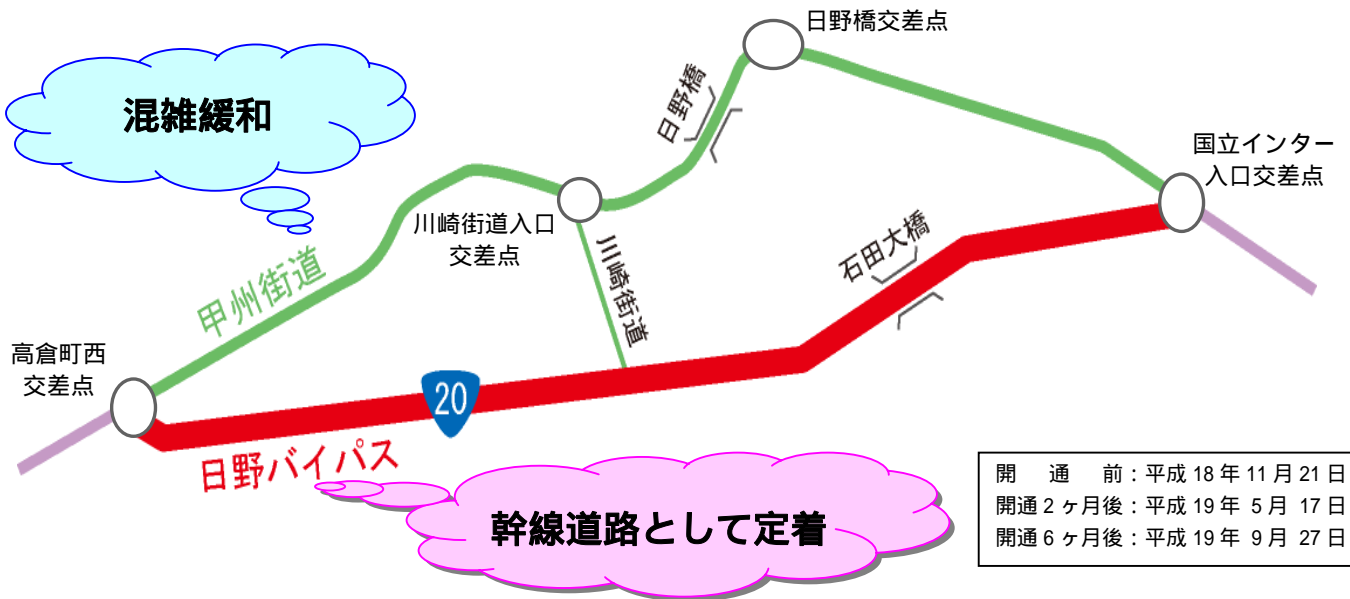 日野橋交差点
混雑緩和
日野橋
国立インター
入口交差点
川崎街道入口
交差点
川崎街道
石田大橋
甲州街道
高倉町西
交差点
20
日野バイパス
幹線道路として定着
開 通 前：平成 18 年 11 月 21 日
開通 2 ヶ月後：平成 19 年 5 月 17 日
開通 6 ヶ月後：平成 19 年 9 月 27 日